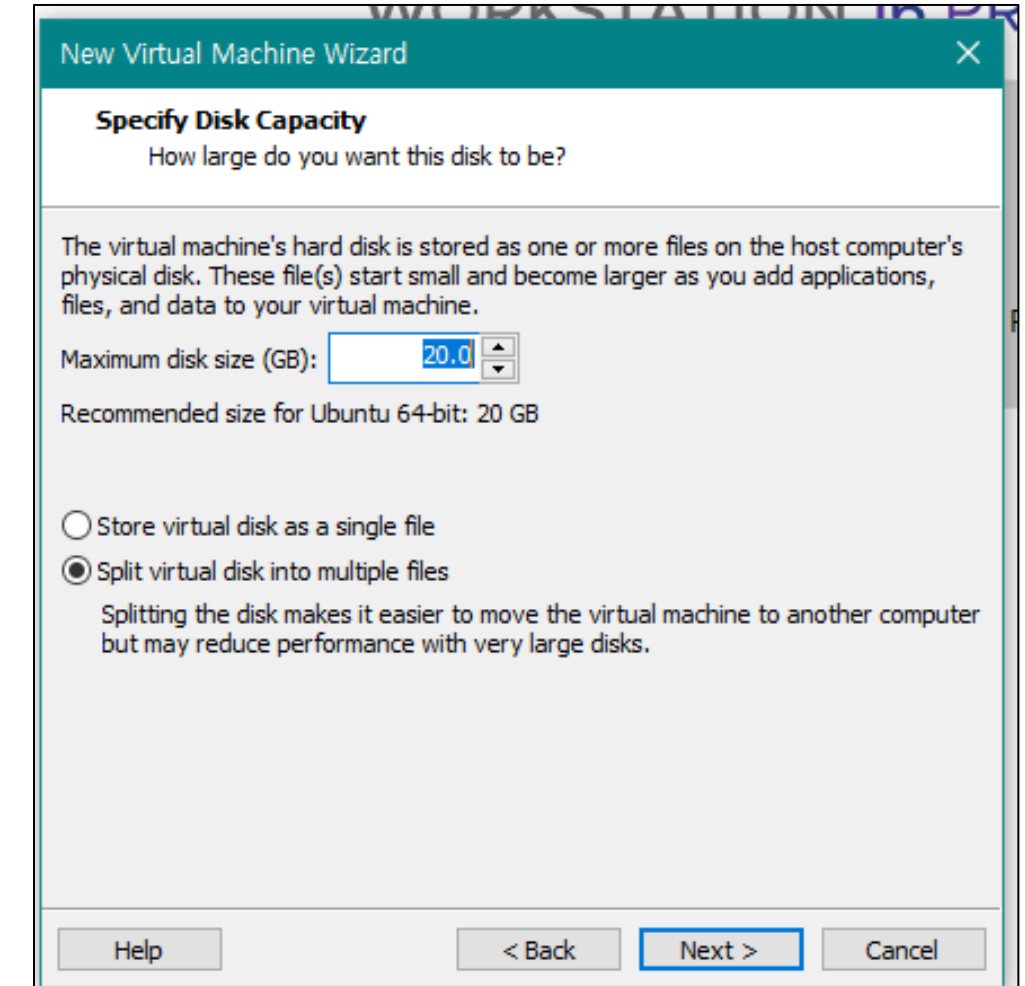 WORKSTATION 16 PR
New Virtual Machine Wizard
Specify Disk Capacity
How large do you want this disk to be?
The virtual machine's hard disk is stored as one or more files on the host computer's
physical disk. These file(s) start small and become larger as you add applications,
files, and data to your virtual machine.
Maximum disk size (GB): 20.0
Recommended size for Ubuntu 64-bit: 20 GB
Store virtual disk as a single file
Split virtual disk into multiple files
Splitting the disk makes it easier to move the virtual machine to another computer
but may reduce performance with very large disks.
Help < Back Next > Cancel